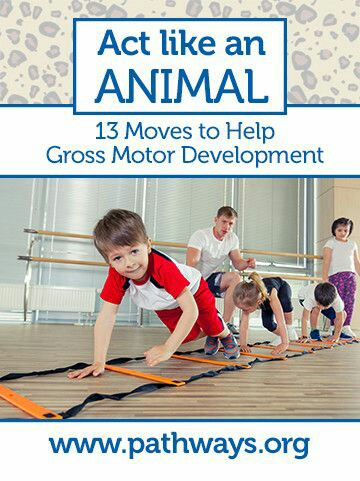 Act like an
ANIMAL
13 Moves to Help
Gross Motor Development
www.pathways.org